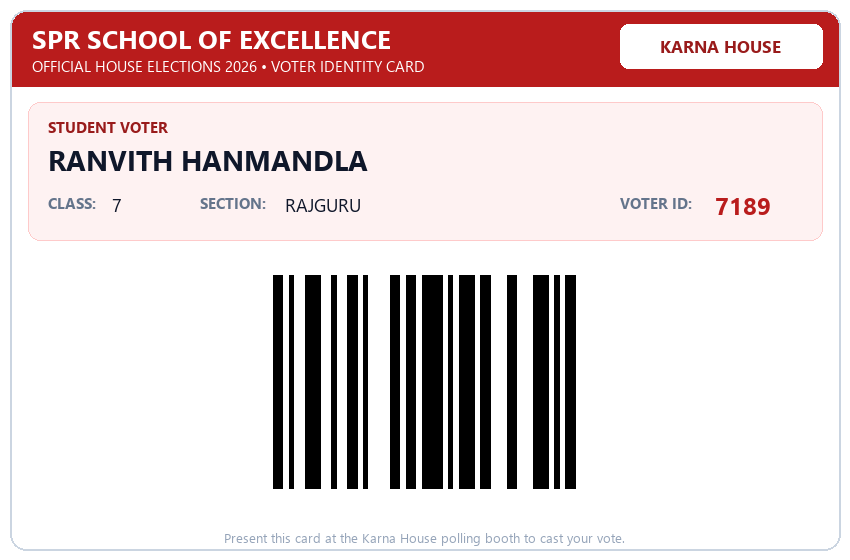 SPR SCHOOL OF EXCELLENCE
OFFICIAL HOUSE ELECTIONS 2026 • VOTER IDENTITY CARD
KARNA HOUSE
STUDENT VOTER
RANVITH HANMANDLA
CLASS: 7 SECTION: RAJGURU VOTER ID: 7189
Present this card at the Karna House polling booth to cast your vote.